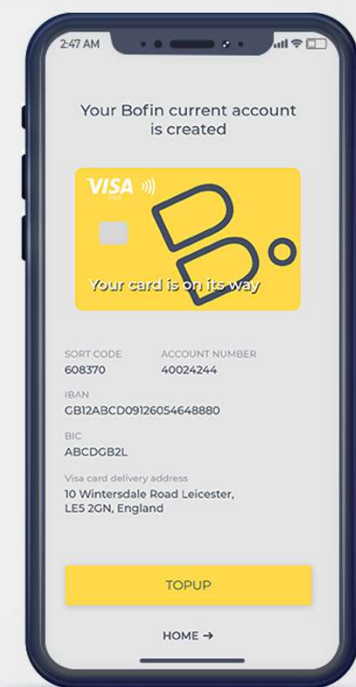 2:47 AM
Your Bofin current account
is created
VISA
Your card is on its way
SORT CODE ACCOUNT NUMBER
608370 40024244
IBAN
GB12ABCD09126054648880
BIC
ABCDGB2L
Visa card delivery address
10 Wintersdale Road Leicester,
LE5 2GN, England
TOPUP
HOME →